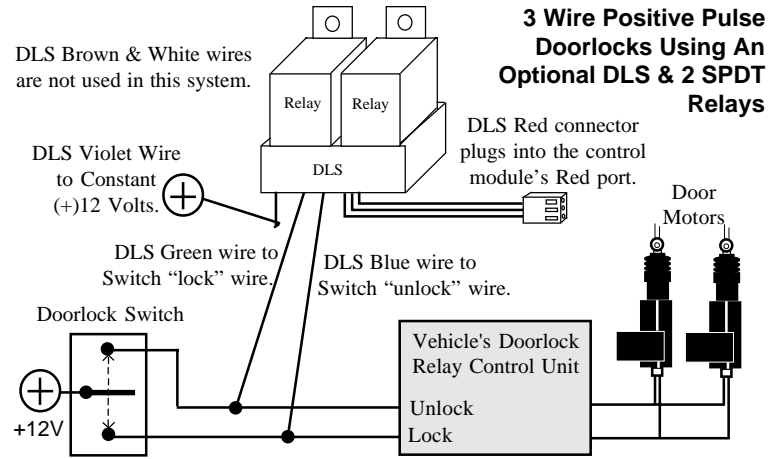 3 Wire Positive Pulse
Doorlocks Using An
Optional DLS & 2 SPDT
Relays
DLS Brown & White wires
are not used in this system.
Relay
Relay
DLS
DLS Red connector
plugs into the control
module's Red port.
DLS Violet Wire
to Constant
(+)12 Volts.
Door
Motors
DLS Green wire to
Switch “lock” wire.
DLS Blue wire to
Switch “unlock” wire.
Doorlock Switch
+12V
Vehicle's Doorlock
Relay Control Unit
Unlock
Lock